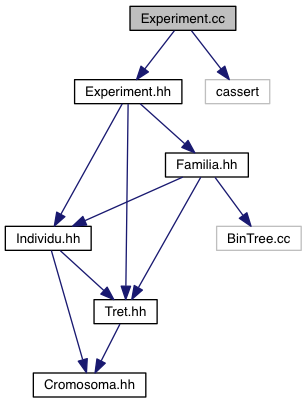 Experiment.cc
Experiment.hh
cassert
Familia.hh
Individu.hh
BinTree.cc
Tret.hh
Cromosoma.hh